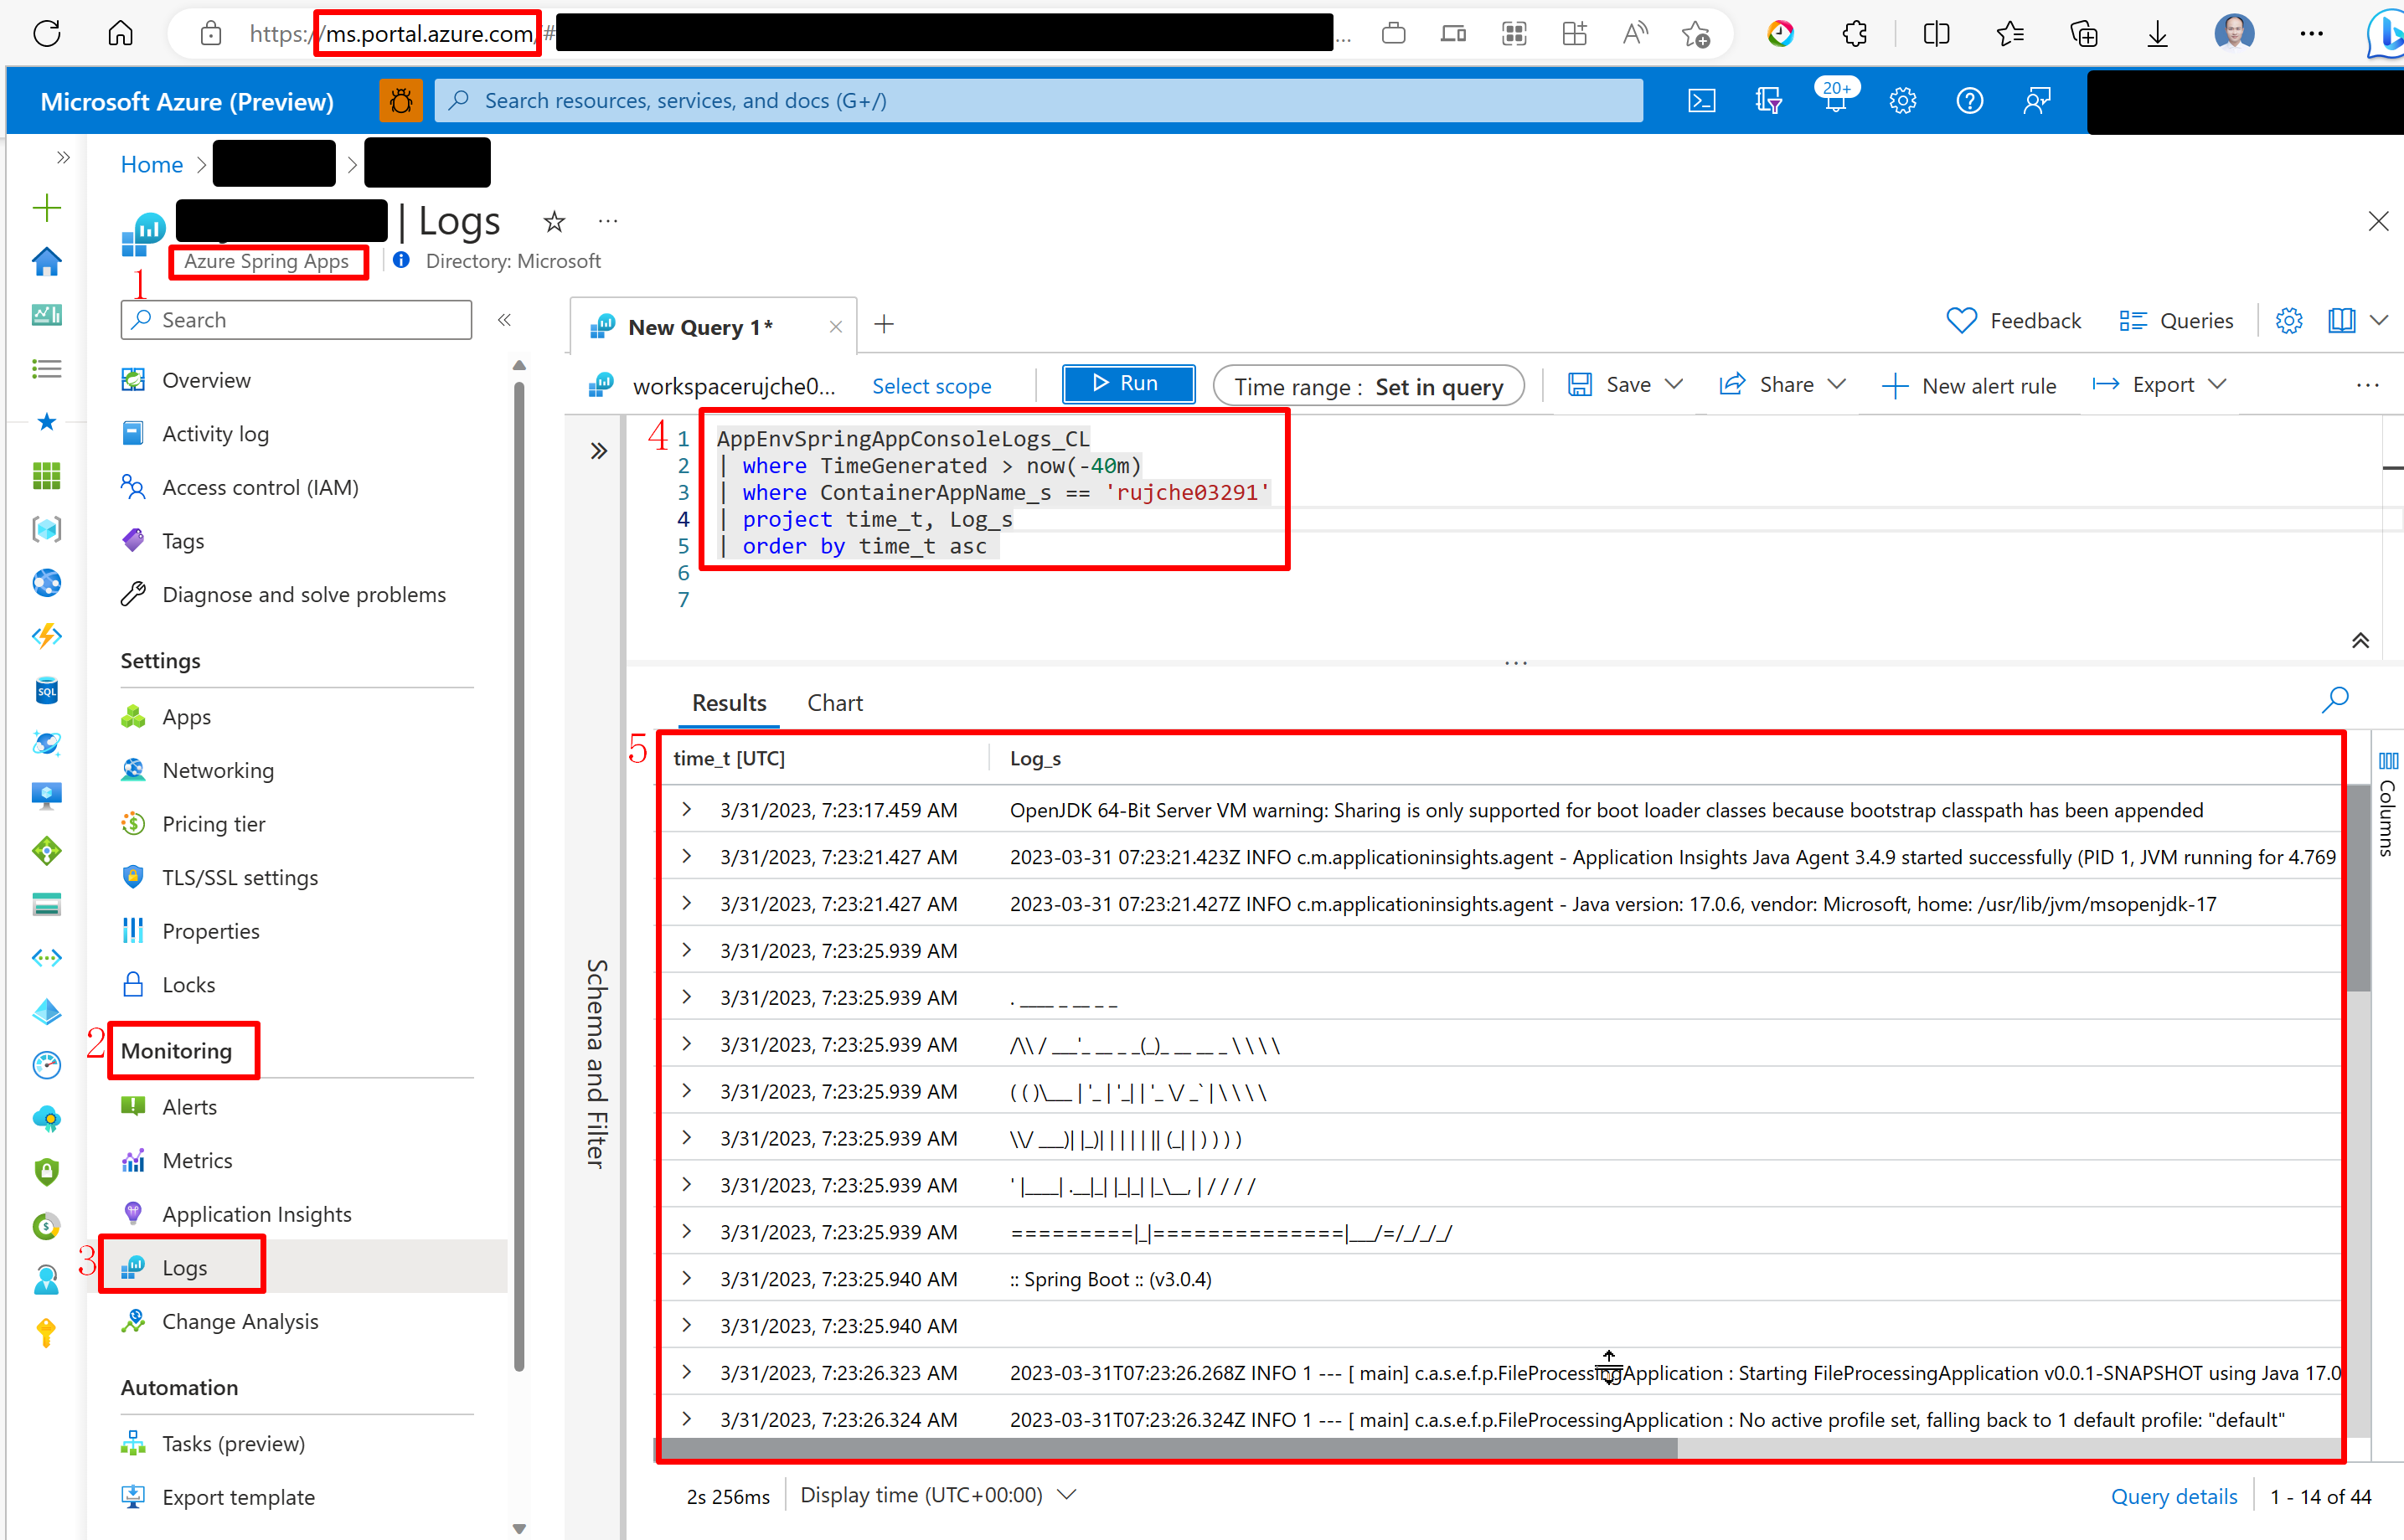 https://ms.portal.azure.com/# ...
Microsoft Azure (Preview)
Search resources, services, and docs (G+/)
20+
Home > >
| Logs
Azure Spring Apps
Directory: Microsoft
1
Search
Overview
Activity log
Access control (IAM)
Tags
Diagnose and solve problems
Settings
Apps
Networking
Pricing tier
TLS/SSL settings
Properties
Locks
2
Monitoring
Alerts
Metrics
Application Insights
3
Logs
Change Analysis
Automation
Tasks (preview)
Export template
SQL
New Query 1*
Feedback
Queries
workspacerujche0...
Select scope
Run
Time range : Set in query
Save
Share
New alert rule
Export
4
1 AppEnvSpringAppConsoleLogs_CL
2 | where TimeGenerated > now(-40m)
3 | where ContainerAppName_s == 'rujche03291'
4 | project time_t, Log_s
5 | order by time_t asc
6
7
Schema and Filter
Results
Chart
5
time_t [UTC] Log_s
3/31/2023, 7:23:17.459 AM OpenJDK 64-Bit Server VM warning: Sharing is only supported for boot loader classes because bootstrap classpath has been appended
3/31/2023, 7:23:21.427 AM 2023-03-31 07:23:21.423Z INFO c.m.applicationinsights.agent - Application Insights Java Agent 3.4.9 started successfully (PID 1, JVM running for 4.769
3/31/2023, 7:23:21.427 AM 2023-03-31 07:23:21.427Z INFO c.m.applicationinsights.agent - Java version: 17.0.6, vendor: Microsoft, home: /usr/lib/jvm/msopenjdk-17
3/31/2023, 7:23:25.939 AM
3/31/2023, 7:23:25.939 AM . ____ _ __ _ _
3/31/2023, 7:23:25.939 AM /\\ / ___'_ __ _ _(_)_ __ __ _ \ \ \ \
3/31/2023, 7:23:25.939 AM ( ( )\___ | '_ | '_| | '_ \/ _` | \ \ \ \
3/31/2023, 7:23:25.939 AM \\/ ___)| |_)| | | | | || (_| | ) ) ) )
3/31/2023, 7:23:25.939 AM ' |____| .__|_| |_|_| |_\__, | / / / /
3/31/2023, 7:23:25.939 AM =========|_|==============|___/=/_/_/_/
3/31/2023, 7:23:25.940 AM :: Spring Boot :: (v3.0.4)
3/31/2023, 7:23:25.940 AM
3/31/2023, 7:23:26.323 AM 2023-03-31T07:23:26.268Z INFO 1 --- [ main] c.a.s.e.f.p.FileProcessingApplication : Starting FileProcessingApplication v0.0.1-SNAPSHOT using Java 17.0
3/31/2023, 7:23:26.324 AM 2023-03-31T07:23:26.324Z INFO 1 --- [ main] c.a.s.e.f.p.FileProcessingApplication : No active profile set, falling back to 1 default profile: "default"
Columns
2s 256ms
Display time (UTC+00:00)
Query details
1 - 14 of 44